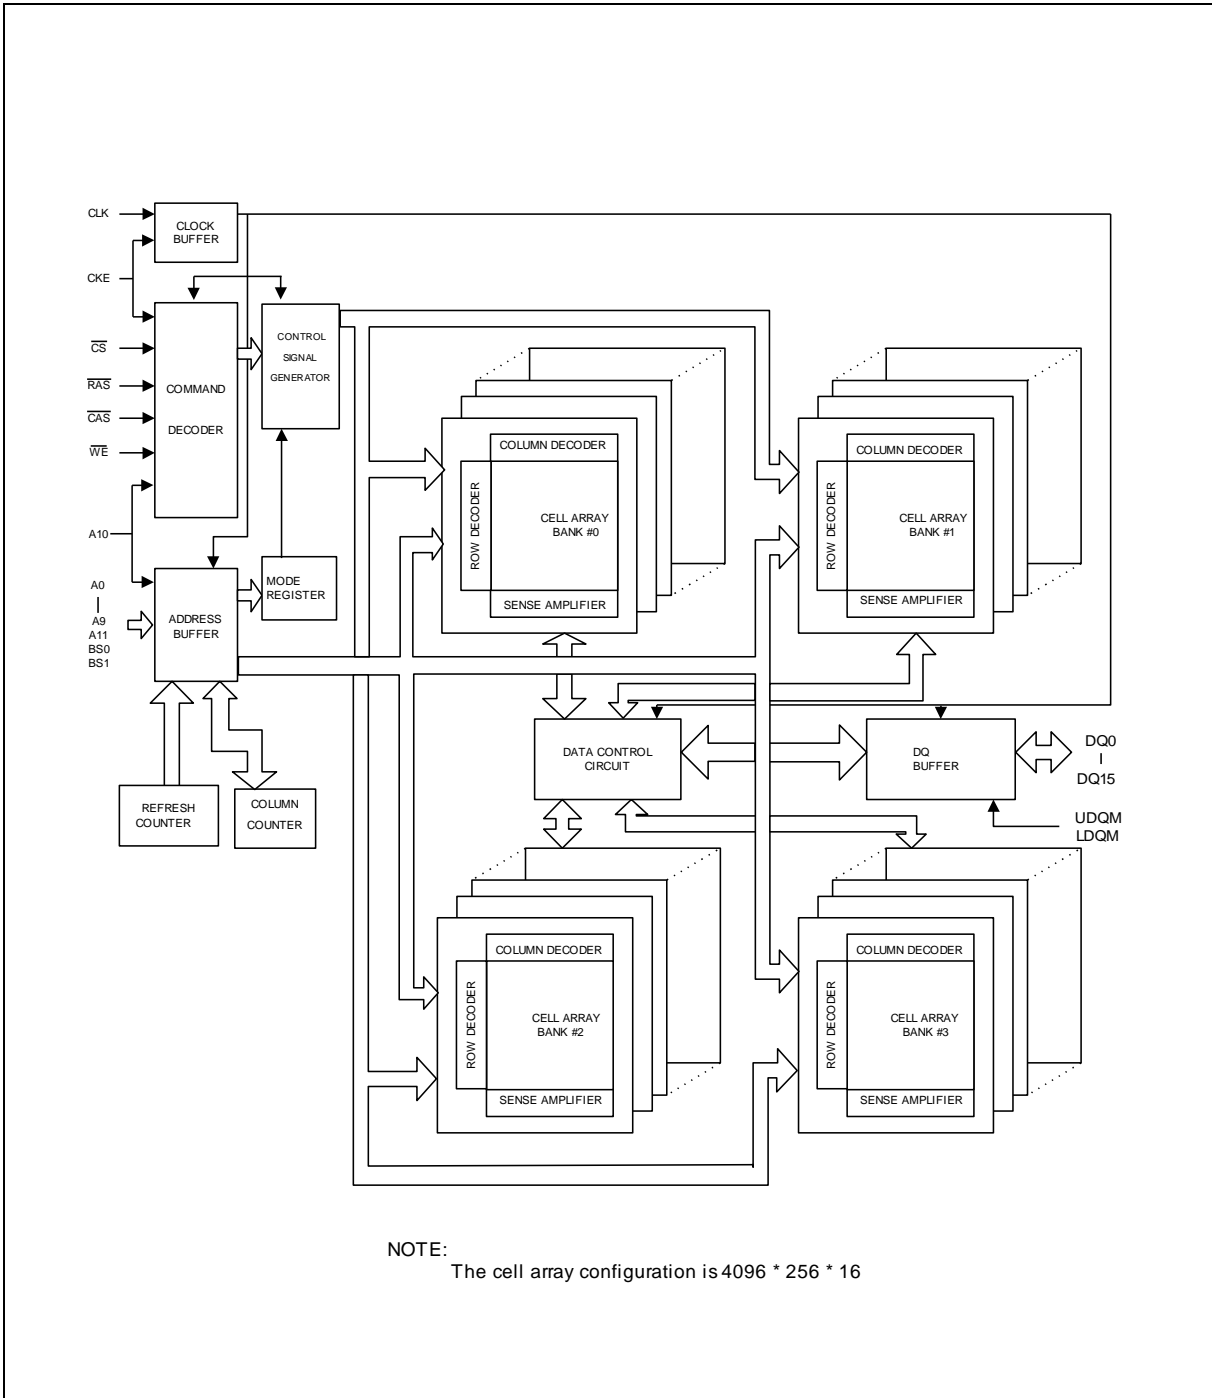 CLK
CLOCK
BUFFER
CKE
CS
RAS
CAS
WE
COMMAND
DECODER
CONTROL
SIGNAL
GENERATOR
A10
A0
A9
A11
BS0
BS1
ADDRESS
BUFFER
MODE
REGISTER
REFRESH
COUNTER
COLUMN
COUNTER
COLUMN DECODER
ROW DECODER
CELL ARRAY
BANK #0
SENSE AMPLIFIER
COLUMN DECODER
ROW DECODER
CELL ARRAY
BANK #1
SENSE AMPLIFIER
DATA CONTROL
CIRCUIT
DQ
BUFFER
DQ0
DQ15
UDQM
LDQM
COLUMN DECODER
ROW DECODER
CELL ARRAY
BANK #2
SENSE AMPLIFIER
COLUMN DECODER
ROW DECODER
CELL ARRAY
BANK #3
SENSE AMPLIFIER
NOTE:
The cell array configuration is 4096 * 256 * 16